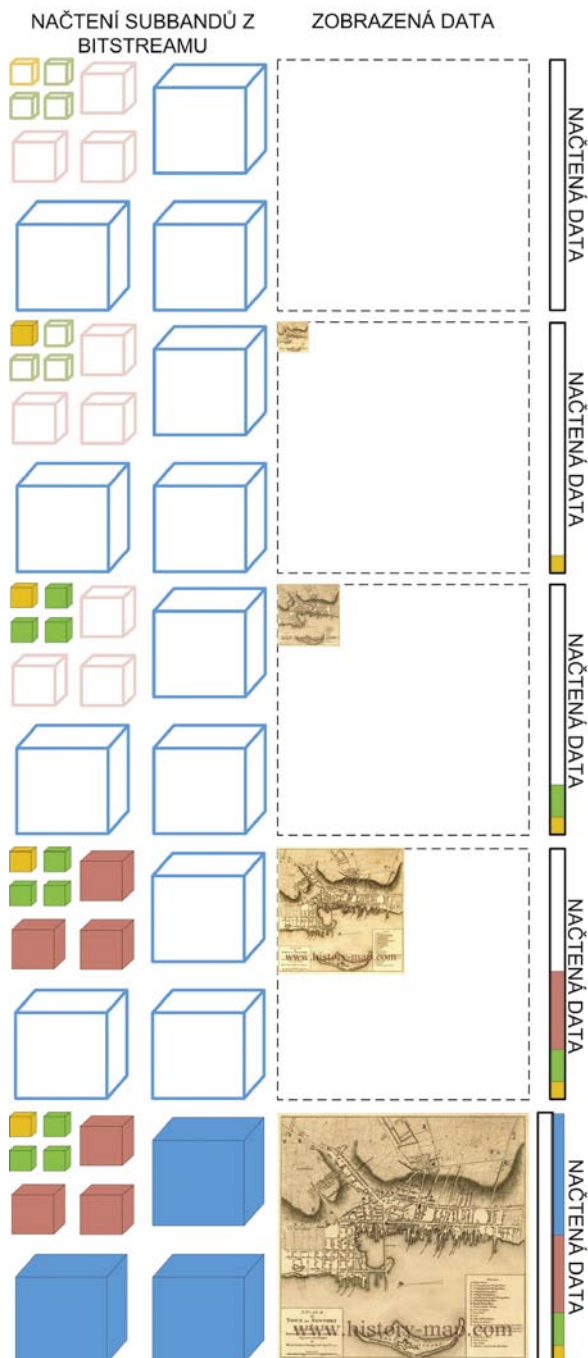 NAČTENÍ SUBBANDŮ Z
BITSTREAMU
ZOBRAZENÁ DATA
NAČTENÁ DATA
NAČTENÁ DATA
NAČTENÁ DATA
NAČTENÁ DATA
www.history-map.com
NAČTENÁ DATA
www.history-map.com